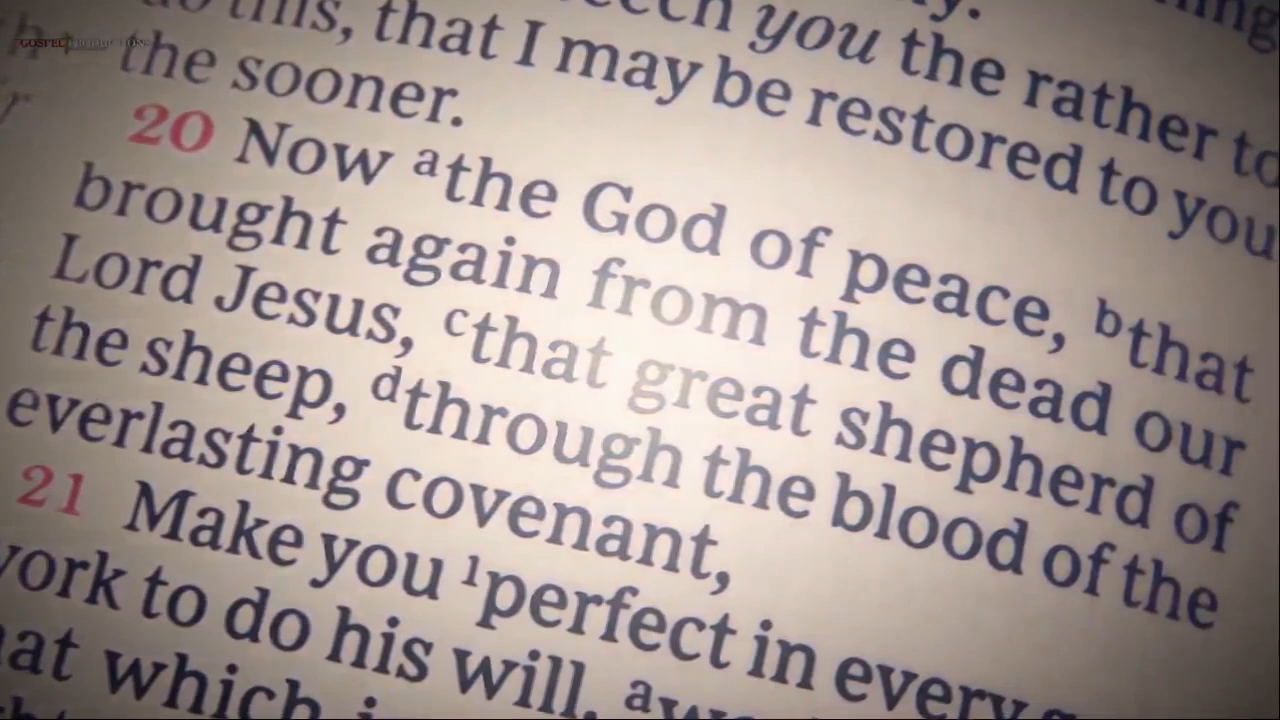 GOSPEL
do this, that I may be restored to you
you the rather to
the sooner.
20 Now ᵃthe God of peace, ᵇthat
brought again from the dead our
Lord Jesus, ᶜthat great shepherd of
the sheep, ᵈthrough the blood of the
everlasting covenant,
21 Make you ¹perfect in every
work to do his will,
which